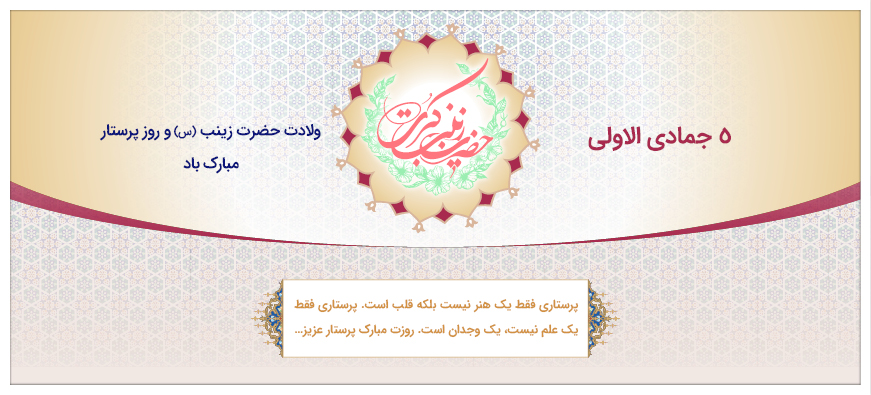 ۵ جمادی الاولی
حضرت زینب کبری
ولادت حضرت زینب (س) و روز پرستار
مبارک باد
پرستاری فقط یک هنر نیست بلکه قلب است. پرستاری فقط
یک علم نیست، یک وجدان است. روزت مبارک پرستار عزیز...